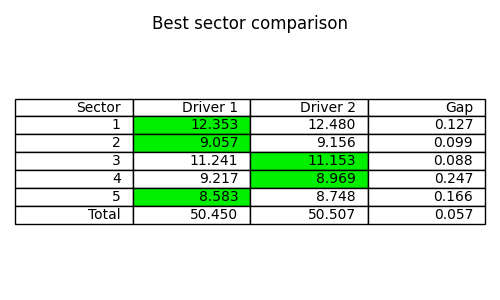 Best sector comparison
Sector Driver 1 Driver 2 Gap
1 12.353 12.480 0.127
2 9.057 9.156 0.099
3 11.241 11.153 0.088
4 9.217 8.969 0.247
5 8.583 8.748 0.166
Total 50.450 50.507 0.057